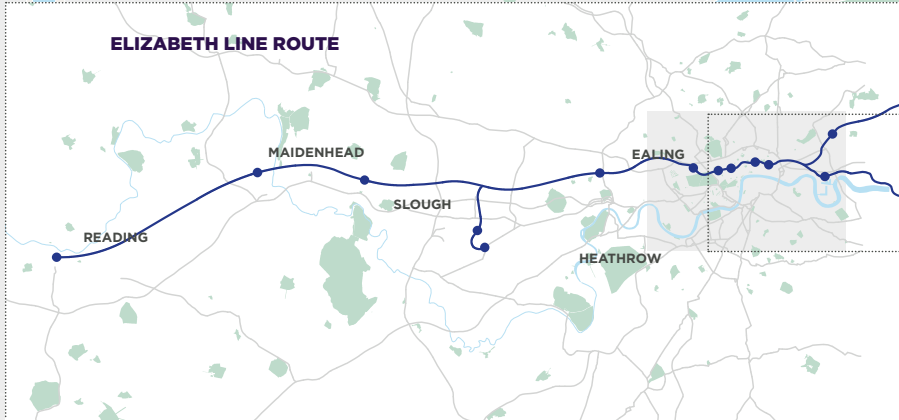 ELIZABETH LINE ROUTE
MAIDENHEAD
EALING
SLOUGH
READING
HEATHROW